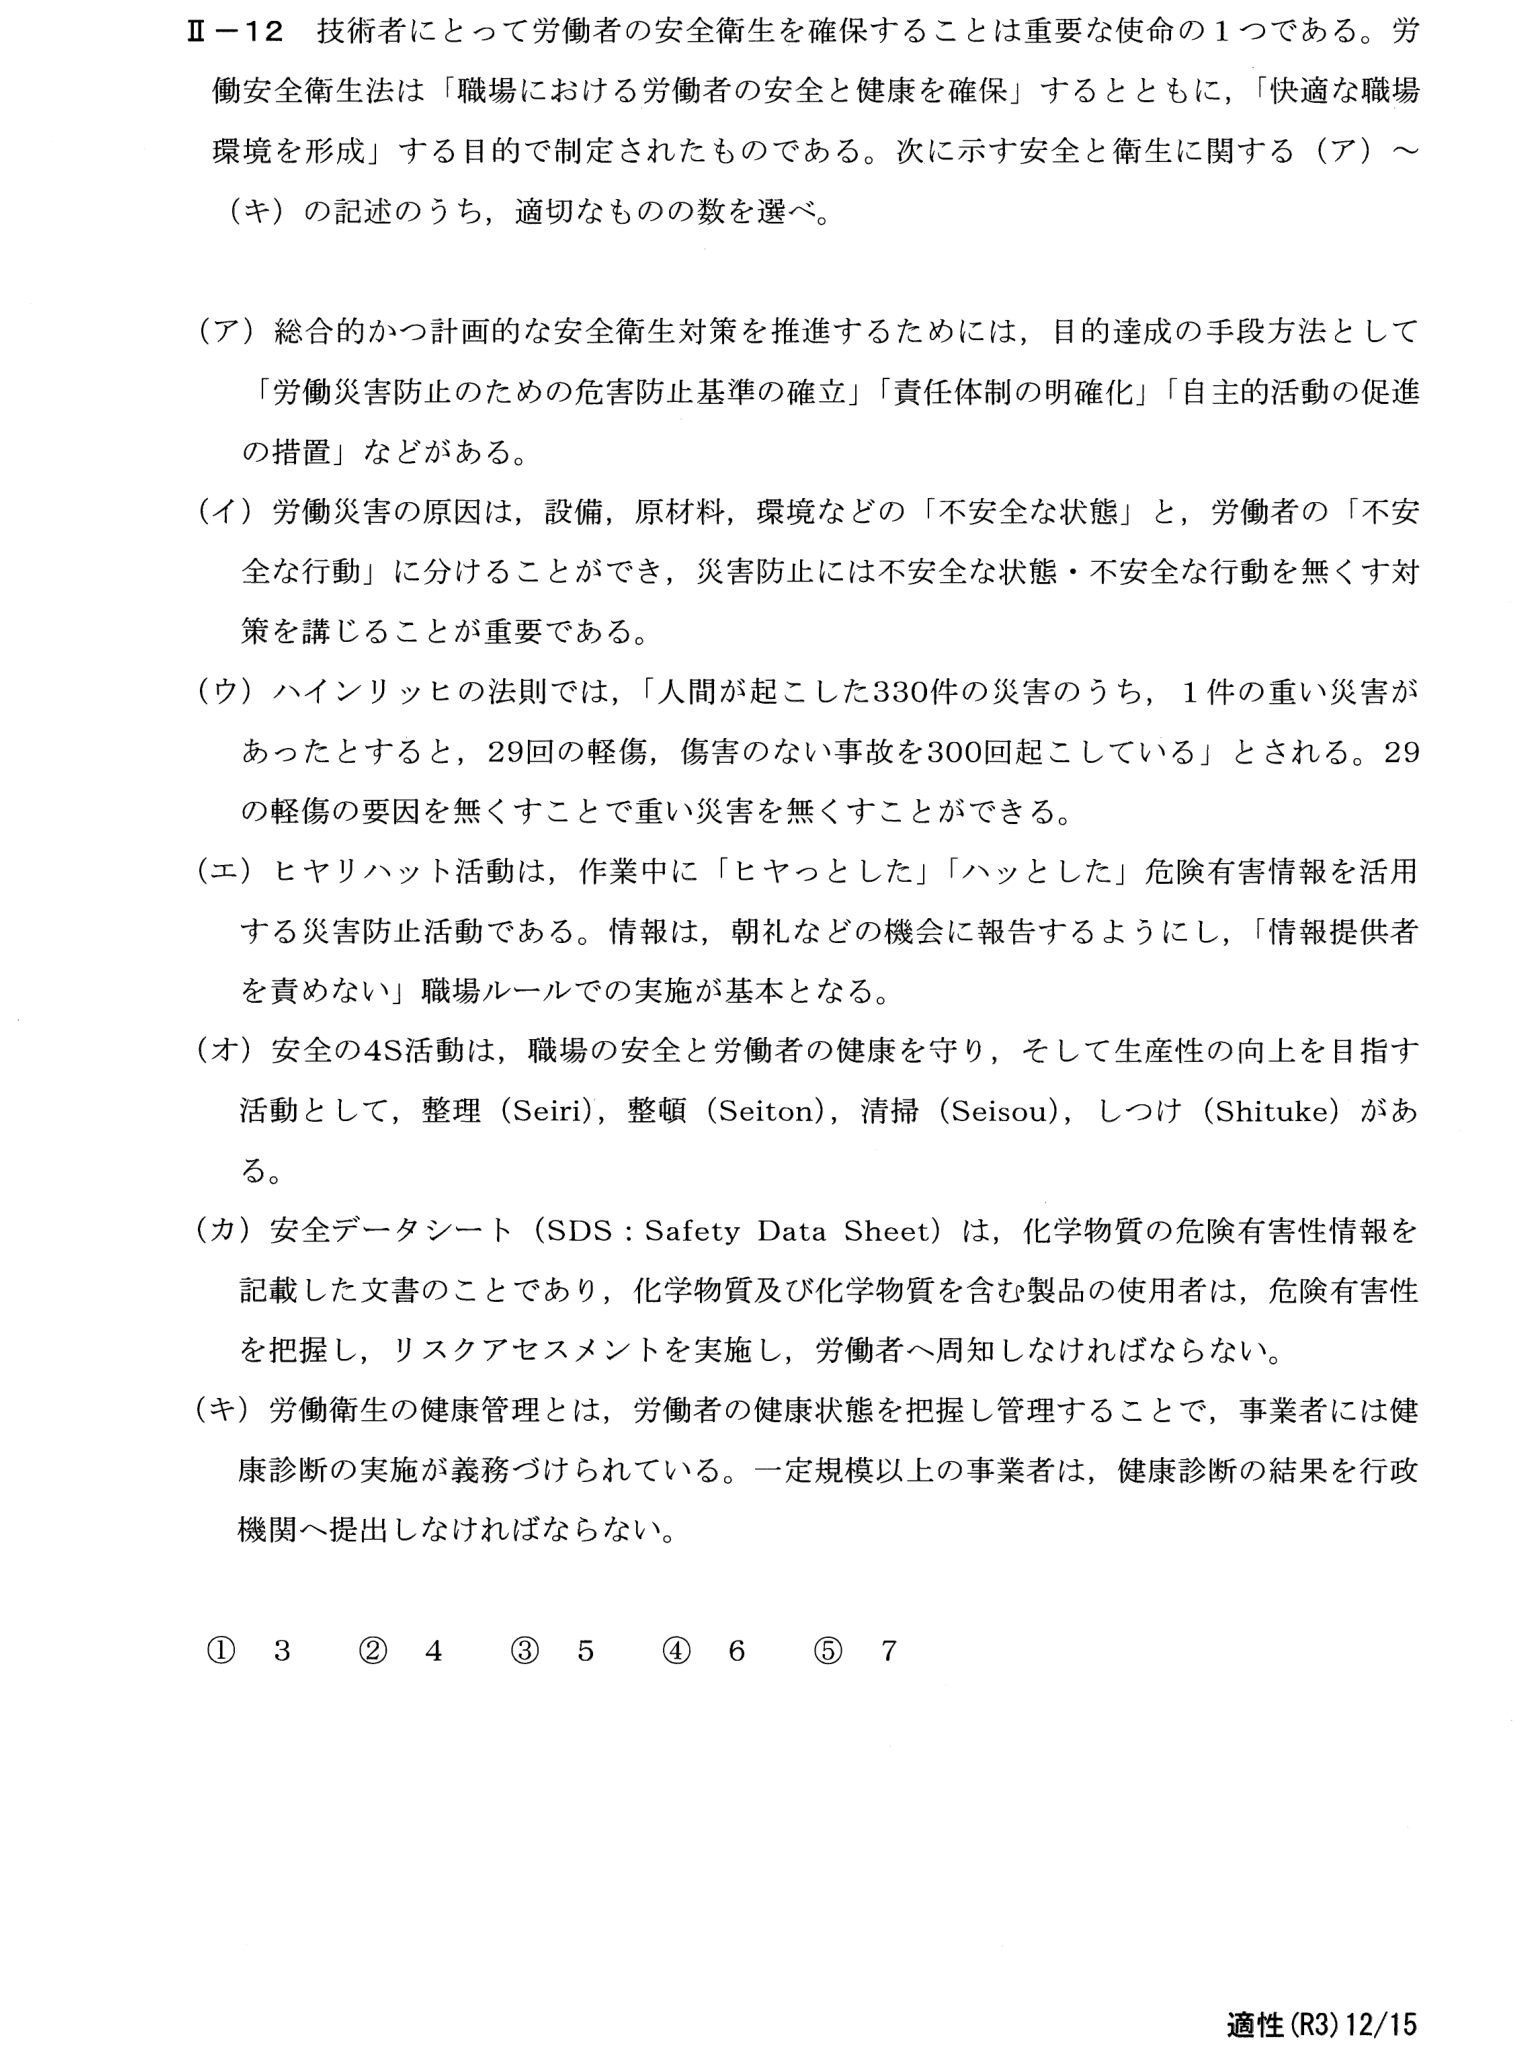 Ⅱ－12　技術者にとって労働者の安全衛生を確保することは重要な使命の１つである。労
働安全衛生法は「職場における労働者の安全と健康を確保」するとともに，「快適な職場
環境を形成」する目的で制定されたものである。次に示す安全と衛生に関する（ア）～
（キ）の記述のうち，適切なものの数を選べ。
（ア）総合的かつ計画的な安全衛生対策を推進するためには，目的達成の手段方法として
「労働災害防止のための危害防止基準の確立」「責任体制の明確化」「自主的活動の促進
の措置」などがある。
（イ）労働災害の原因は，設備，原材料，環境などの「不安全な状態」と，労働者の「不安
全な行動」に分けることができ，災害防止には不安全な状態・不安全な行動を無くす対
策を講じることが重要である。
（ウ）ハインリッヒの法則では，「人間が起こした330件の災害のうち，１件の重い災害が
あったとすると，29回の軽傷，傷害のない事故を300回起こしている」とされる。29
の軽傷の要因を無くすことで重い災害を無くすことができる。
（エ）ヒヤリハット活動は，作業中に「ヒヤっとした」「ハッとした」危険有害情報を活用
する災害防止活動である。情報は，朝礼などの機会に報告するようにし，「情報提供者
を責めない」職場ルールでの実施が基本となる。
（オ）安全の4S活動は，職場の安全と労働者の健康を守り，そして生産性の向上を目指す
活動として，整理（Seiri），整頓（Seiton），清掃（Seisou），しつけ（Shituke）があ
る。
（カ）安全データシート（SDS：Safety Data Sheet）は，化学物質の危険有害性情報を
記載した文書のことであり，化学物質及び化学物質を含む製品の使用者は，危険有害性
を把握し，リスクアセスメントを実施し，労働者へ周知しなければならない。
（キ）労働衛生の健康管理とは，労働者の健康状態を把握し管理することで，事業者には健
康診断の実施が義務づけられている。一定規模以上の事業者は，健康診断の結果を行政
機関へ提出しなければならない。
①　3　②　4　③　5　④　6　⑤　7
適性(R3)12/15